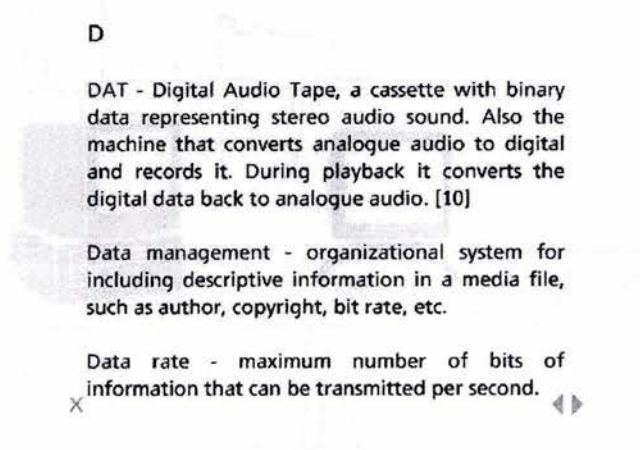 D
DAT - Digital Audio Tape, a cassette with binary
data representing stereo audio sound. Also the
machine that converts analogue audio to digital
and records it. During playback it converts the
digital data back to analogue audio. [10]
Data management - organizational system for
including descriptive information in a media file,
such as author, copyright, bit rate, etc.
Data rate - maximum number of bits of
information that can be transmitted per second.
X